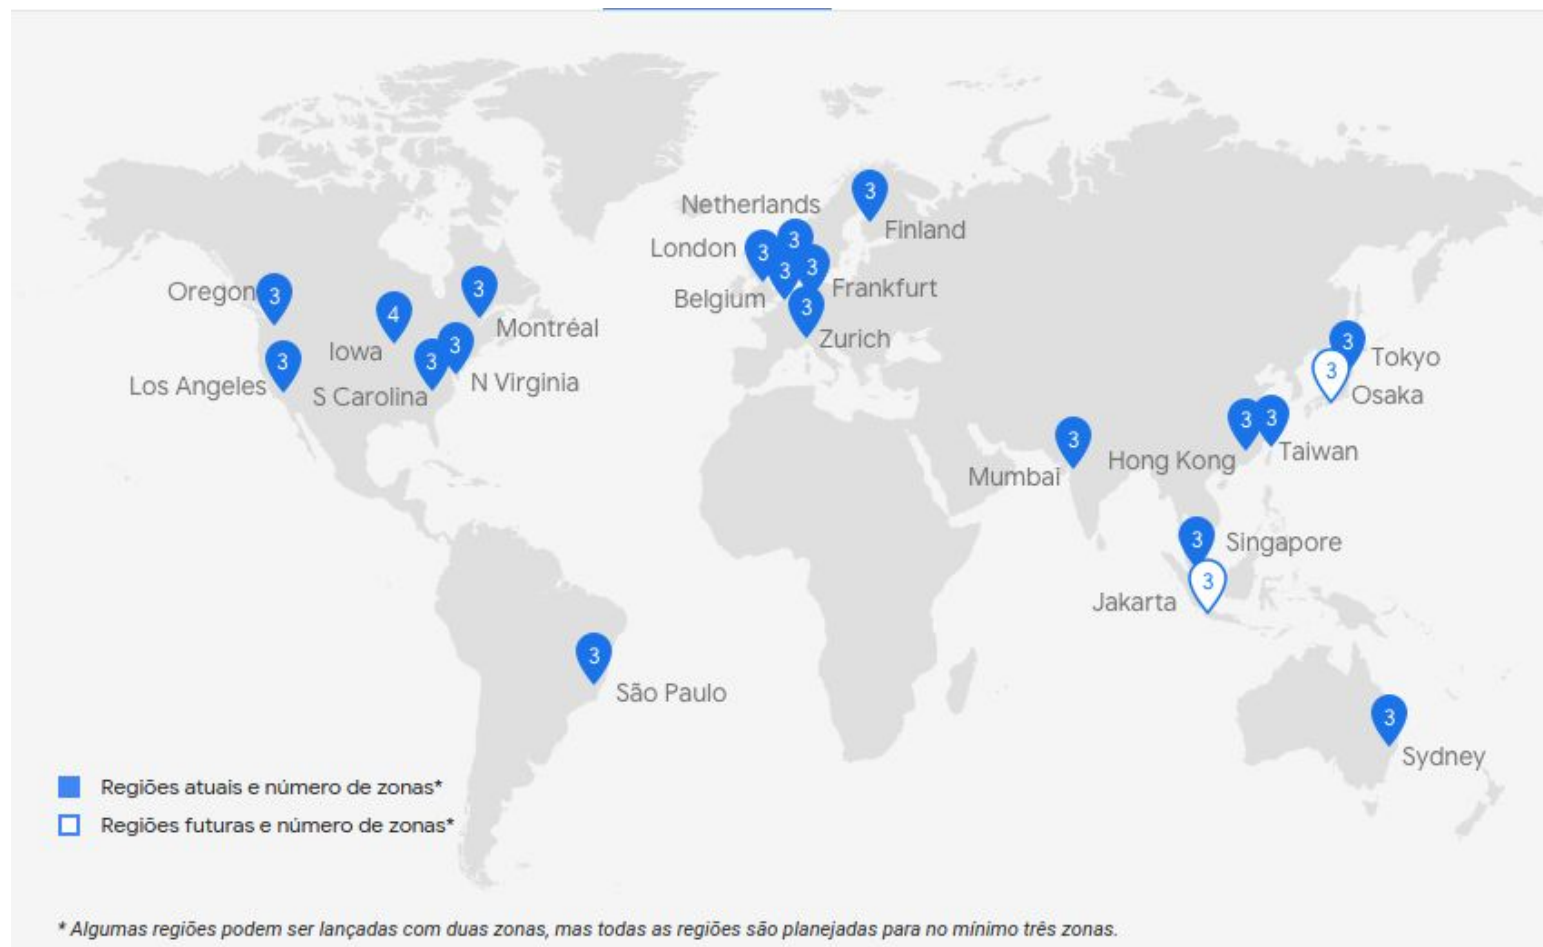 3
Netherlands
Finland
3
London
3
3
3
Belgium
Frankfurt
3
Zurich
Oregon
3
3
4
Montréal
Iowa
3
3
3
Los Angeles
S Carolina
N Virginia
3
Tokyo
3
Osaka
3
3
3
Mumbai
Hong Kong
Taiwan
3
Singapore
3
Jakarta
3
São Paulo
3
Sydney
Regiões atuais e número de zonas*
Regiões futuras e número de zonas*
* Algumas regiões podem ser lançadas com duas zonas, mas todas as regiões são planejadas para no mínimo três zonas.